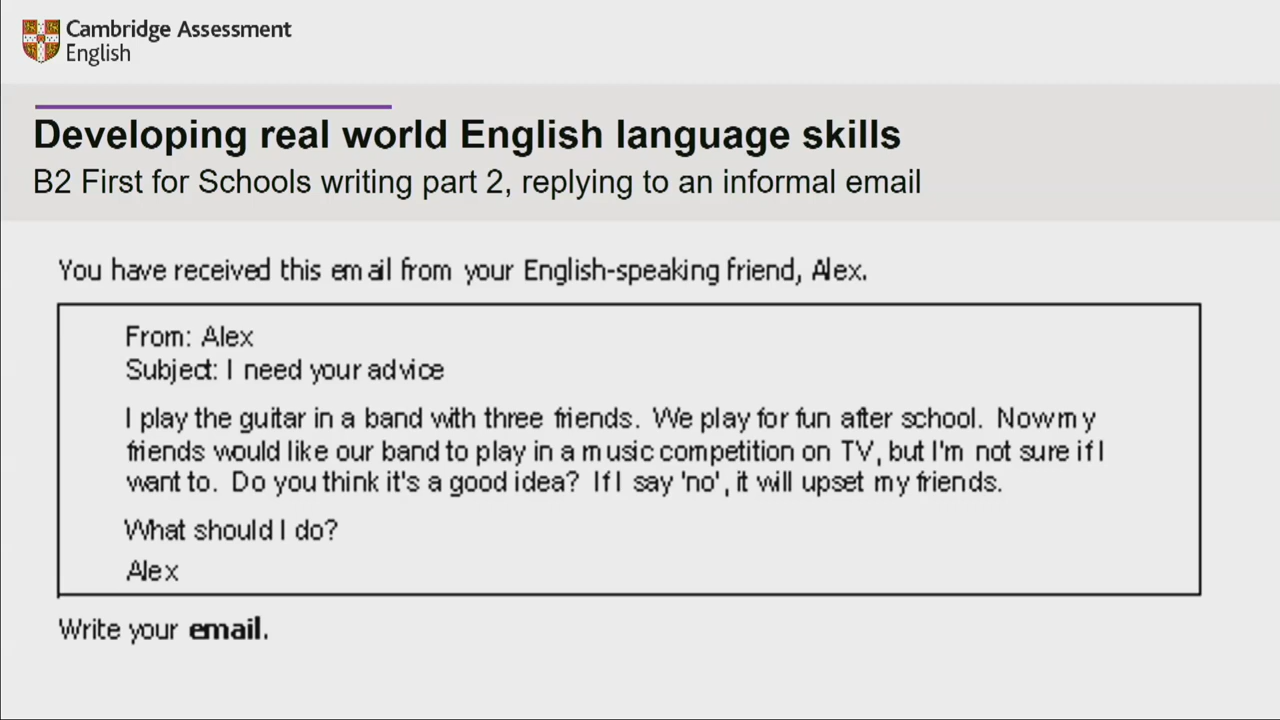 Cambridge Assessment
English
Developing real world English language skills
B2 First for Schools writing part 2, replying to an informal email
You have received this email from your English-speaking friend, Alex.
From: Alex
Subject: I need your advice
I play the guitar in a band with three friends. We play for fun after school. Now my
friends would like our band to play in a music competition on TV, but I'm not sure if I
want to. Do you think it's a good idea? If I say 'no', it will upset my friends.
What should I do?
Alex
Write your email.